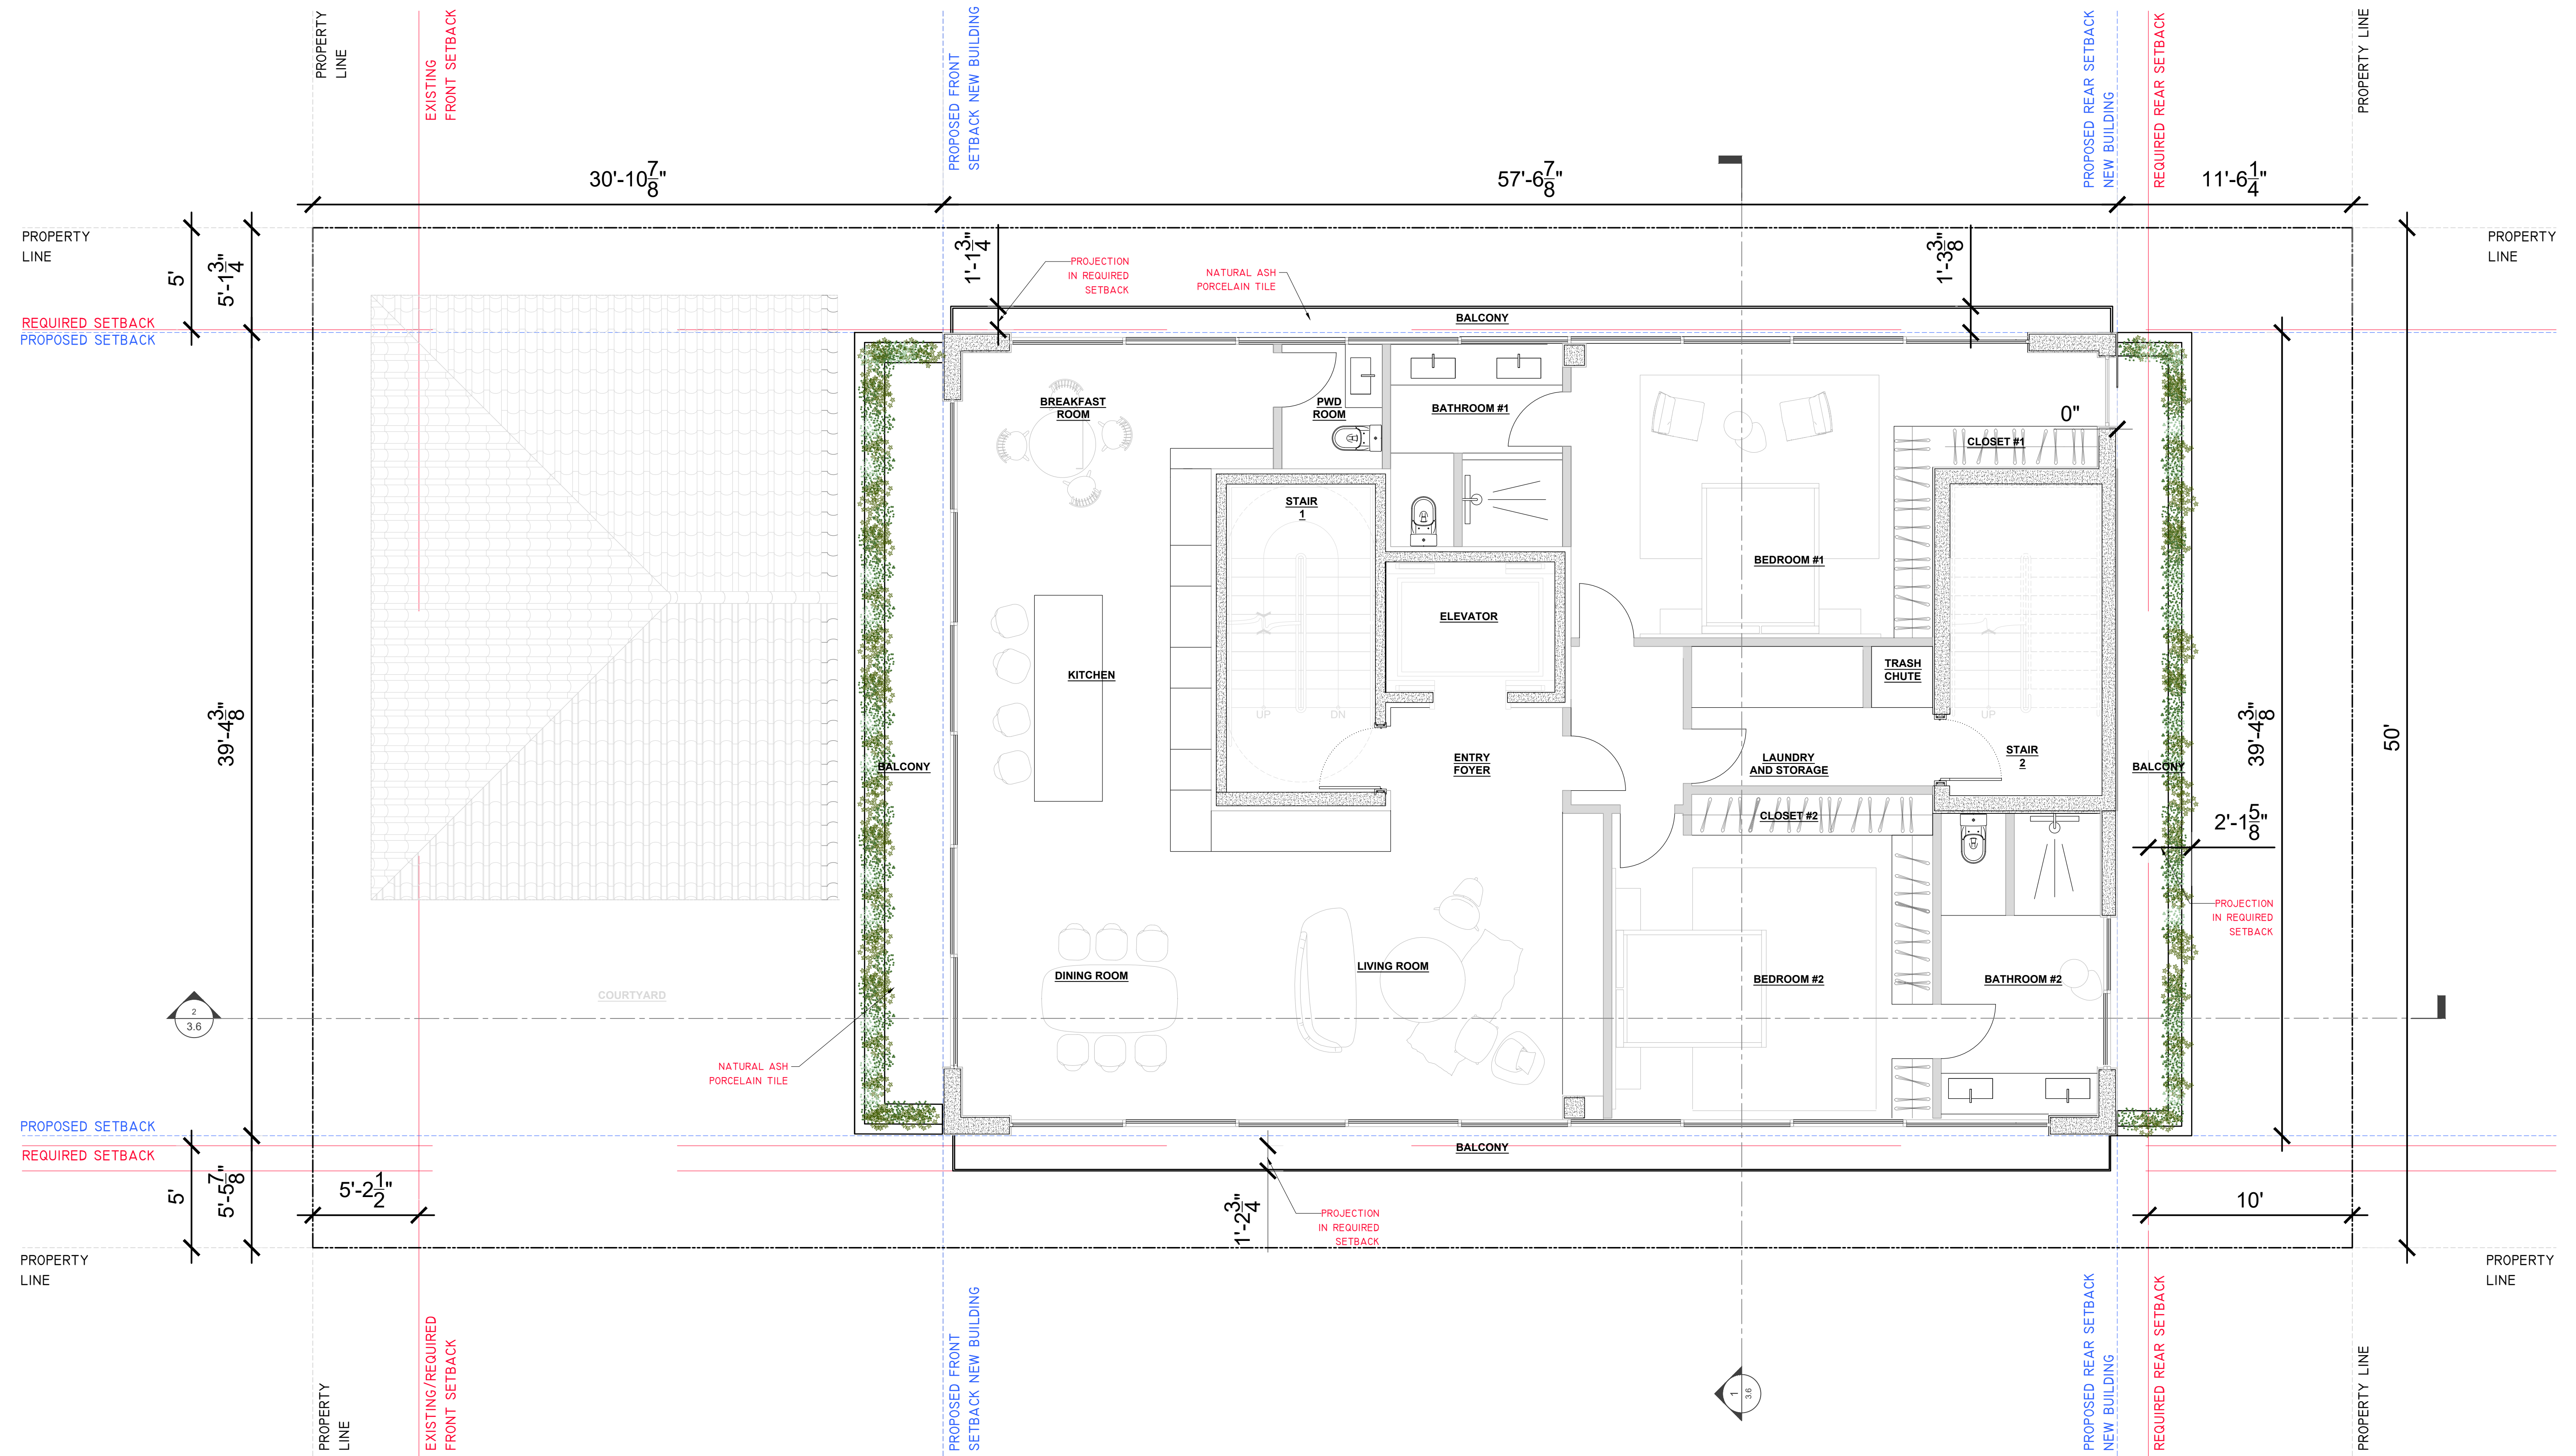 PROPERTY
LINE
EXISTING
FRONT SETBACK
PROPOSED FRONT
SETBACK NEW BUILDING
PROPOSED REAR SETBACK
NEW BUILDING
REQUIRED REAR SETBACK
PROPERTY LINE
30'-10 7/8"
57'-6 7/8"
11'-6 1/4"
PROPERTY
LINE
5'
5'-1 3/4"
1'-1 3/4"
PROJECTION
IN REQUIRED
SETBACK
NATURAL ASH
PORCELAIN TILE
1'-3 3/8"
PROPERTY
LINE
REQUIRED SETBACK
PROPOSED SETBACK
BALCONY
BREAKFAST
ROOM
PWD
ROOM
BATHROOM #1
0"
CLOSET #1
STAIR
1
BEDROOM #1
ELEVATOR
KITCHEN
TRASH
CHUTE
UP
DN
UP
39'-4 3/8"
39'-4 3/8"
50'
BALCONY
ENTRY
FOYER
LAUNDRY
AND STORAGE
STAIR
2
BALCONY
CLOSET #2
2'-1 5/8"
PROJECTION
IN REQUIRED
SETBACK
DINING ROOM
LIVING ROOM
BEDROOM #2
BATHROOM #2
COURTYARD
2
3.6
NATURAL ASH
PORCELAIN TILE
PROPOSED SETBACK
REQUIRED SETBACK
BALCONY
5'
5'-5 7/8"
5'-2 1/2"
1'-2 3/4"
PROJECTION
IN REQUIRED
SETBACK
10'
PROPERTY
LINE
PROPERTY
LINE
PROPERTY
LINE
EXISTING/REQUIRED
FRONT SETBACK
PROPOSED FRONT
SETBACK NEW BUILDING
1
3.6
PROPOSED REAR SETBACK
NEW BUILDING
REQUIRED REAR SETBACK
PROPERTY LINE